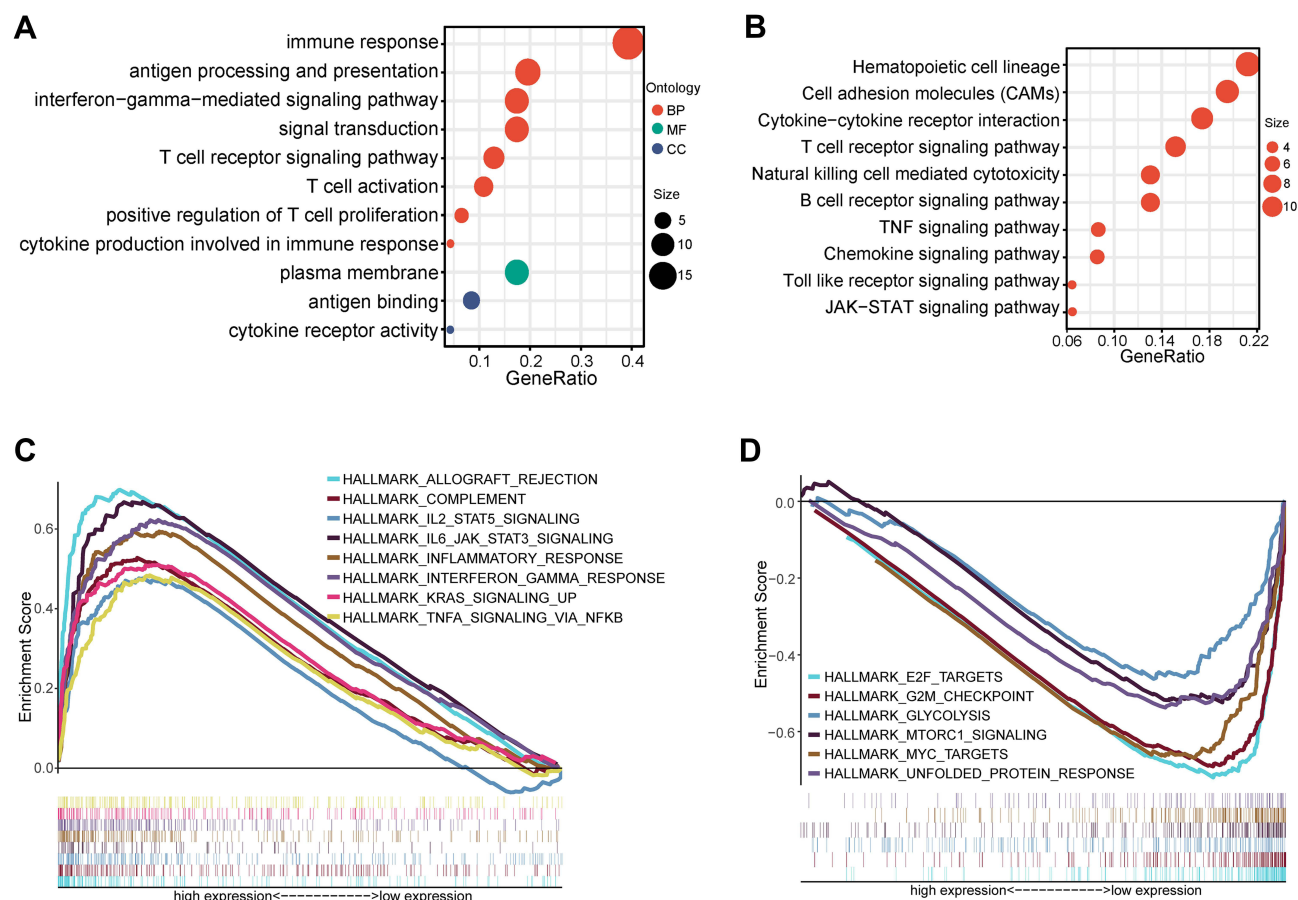 A
immune response
antigen processing and presentation
interferon−gamma−mediated signaling pathway
signal transduction
T cell receptor signaling pathway
T cell activation
positive regulation of T cell proliferation
cytokine production involved in immune response
plasma membrane
antigen binding
cytokine receptor activity
0.1 0.2 0.3 0.4
GeneRatio
Ontology
BP
MF
CC
Size
5
10
15
B
Hematopoietic cell lineage
Cell adhesion molecules (CAMs)
Cytokine−cytokine receptor interaction
T cell receptor signaling pathway
Natural killing cell mediated cytotoxicity
B cell receptor signaling pathway
TNF signaling pathway
Chemokine signaling pathway
Toll like receptor signaling pathway
JAK−STAT signaling pathway
0.06 0.10 0.14 0.18 0.22
GeneRatio
Size
4
6
8
10
C
Enrichment Score
0.6
0.4
0.2
0.0
HALLMARK_ALLOGRAFT_REJECTION
HALLMARK_COMPLEMENT
HALLMARK_IL2_STAT5_SIGNALING
HALLMARK_IL6_JAK_STAT3_SIGNALING
HALLMARK_INFLAMMATORY_RESPONSE
HALLMARK_INTERFERON_GAMMA_RESPONSE
HALLMARK_KRAS_SIGNALING_UP
HALLMARK_TNFA_SIGNALING_VIA_NFKB
high expression<------------>low expression
D
Enrichment Score
0.0
−0.2
−0.4
−0.6
HALLMARK_E2F_TARGETS
HALLMARK_G2M_CHECKPOINT
HALLMARK_GLYCOLYSIS
HALLMARK_MTORC1_SIGNALING
HALLMARK_MYC_TARGETS
HALLMARK_UNFOLDED_PROTEIN_RESPONSE
high expression<------------>low expression